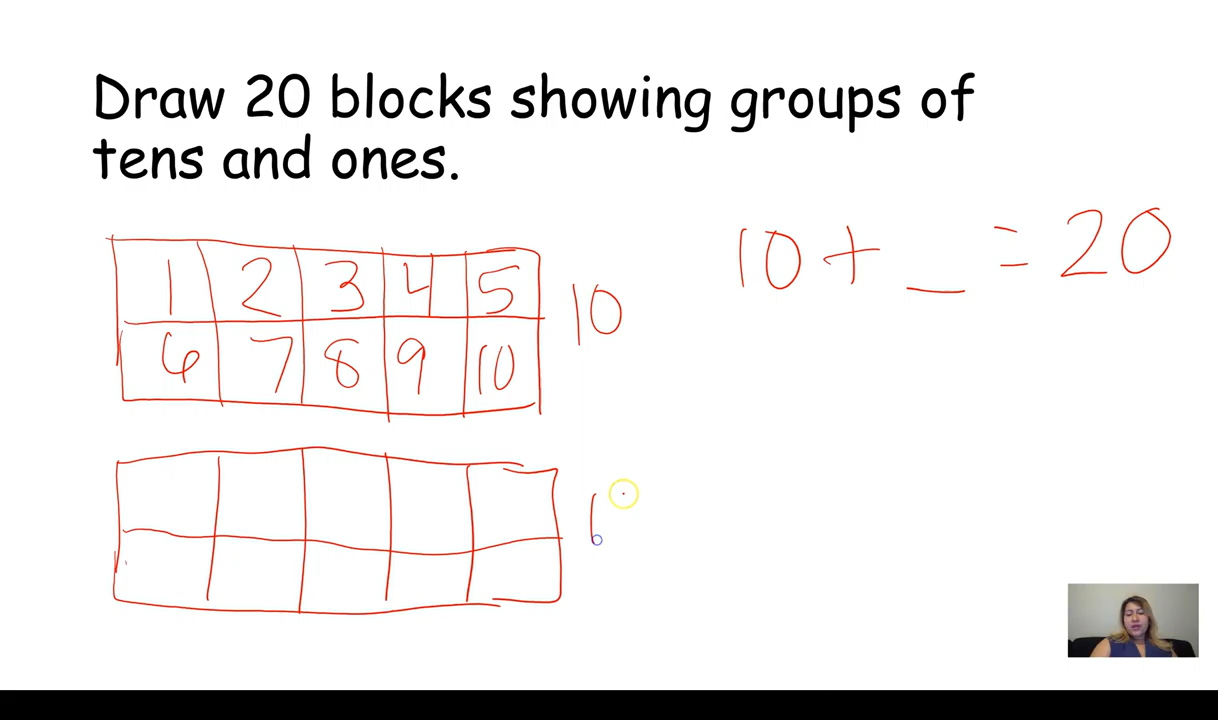 Draw 20 blocks showing groups of
tens and ones.
10 + _ = 20
1 2 3 4 5
6 7 8 9 10
10
1